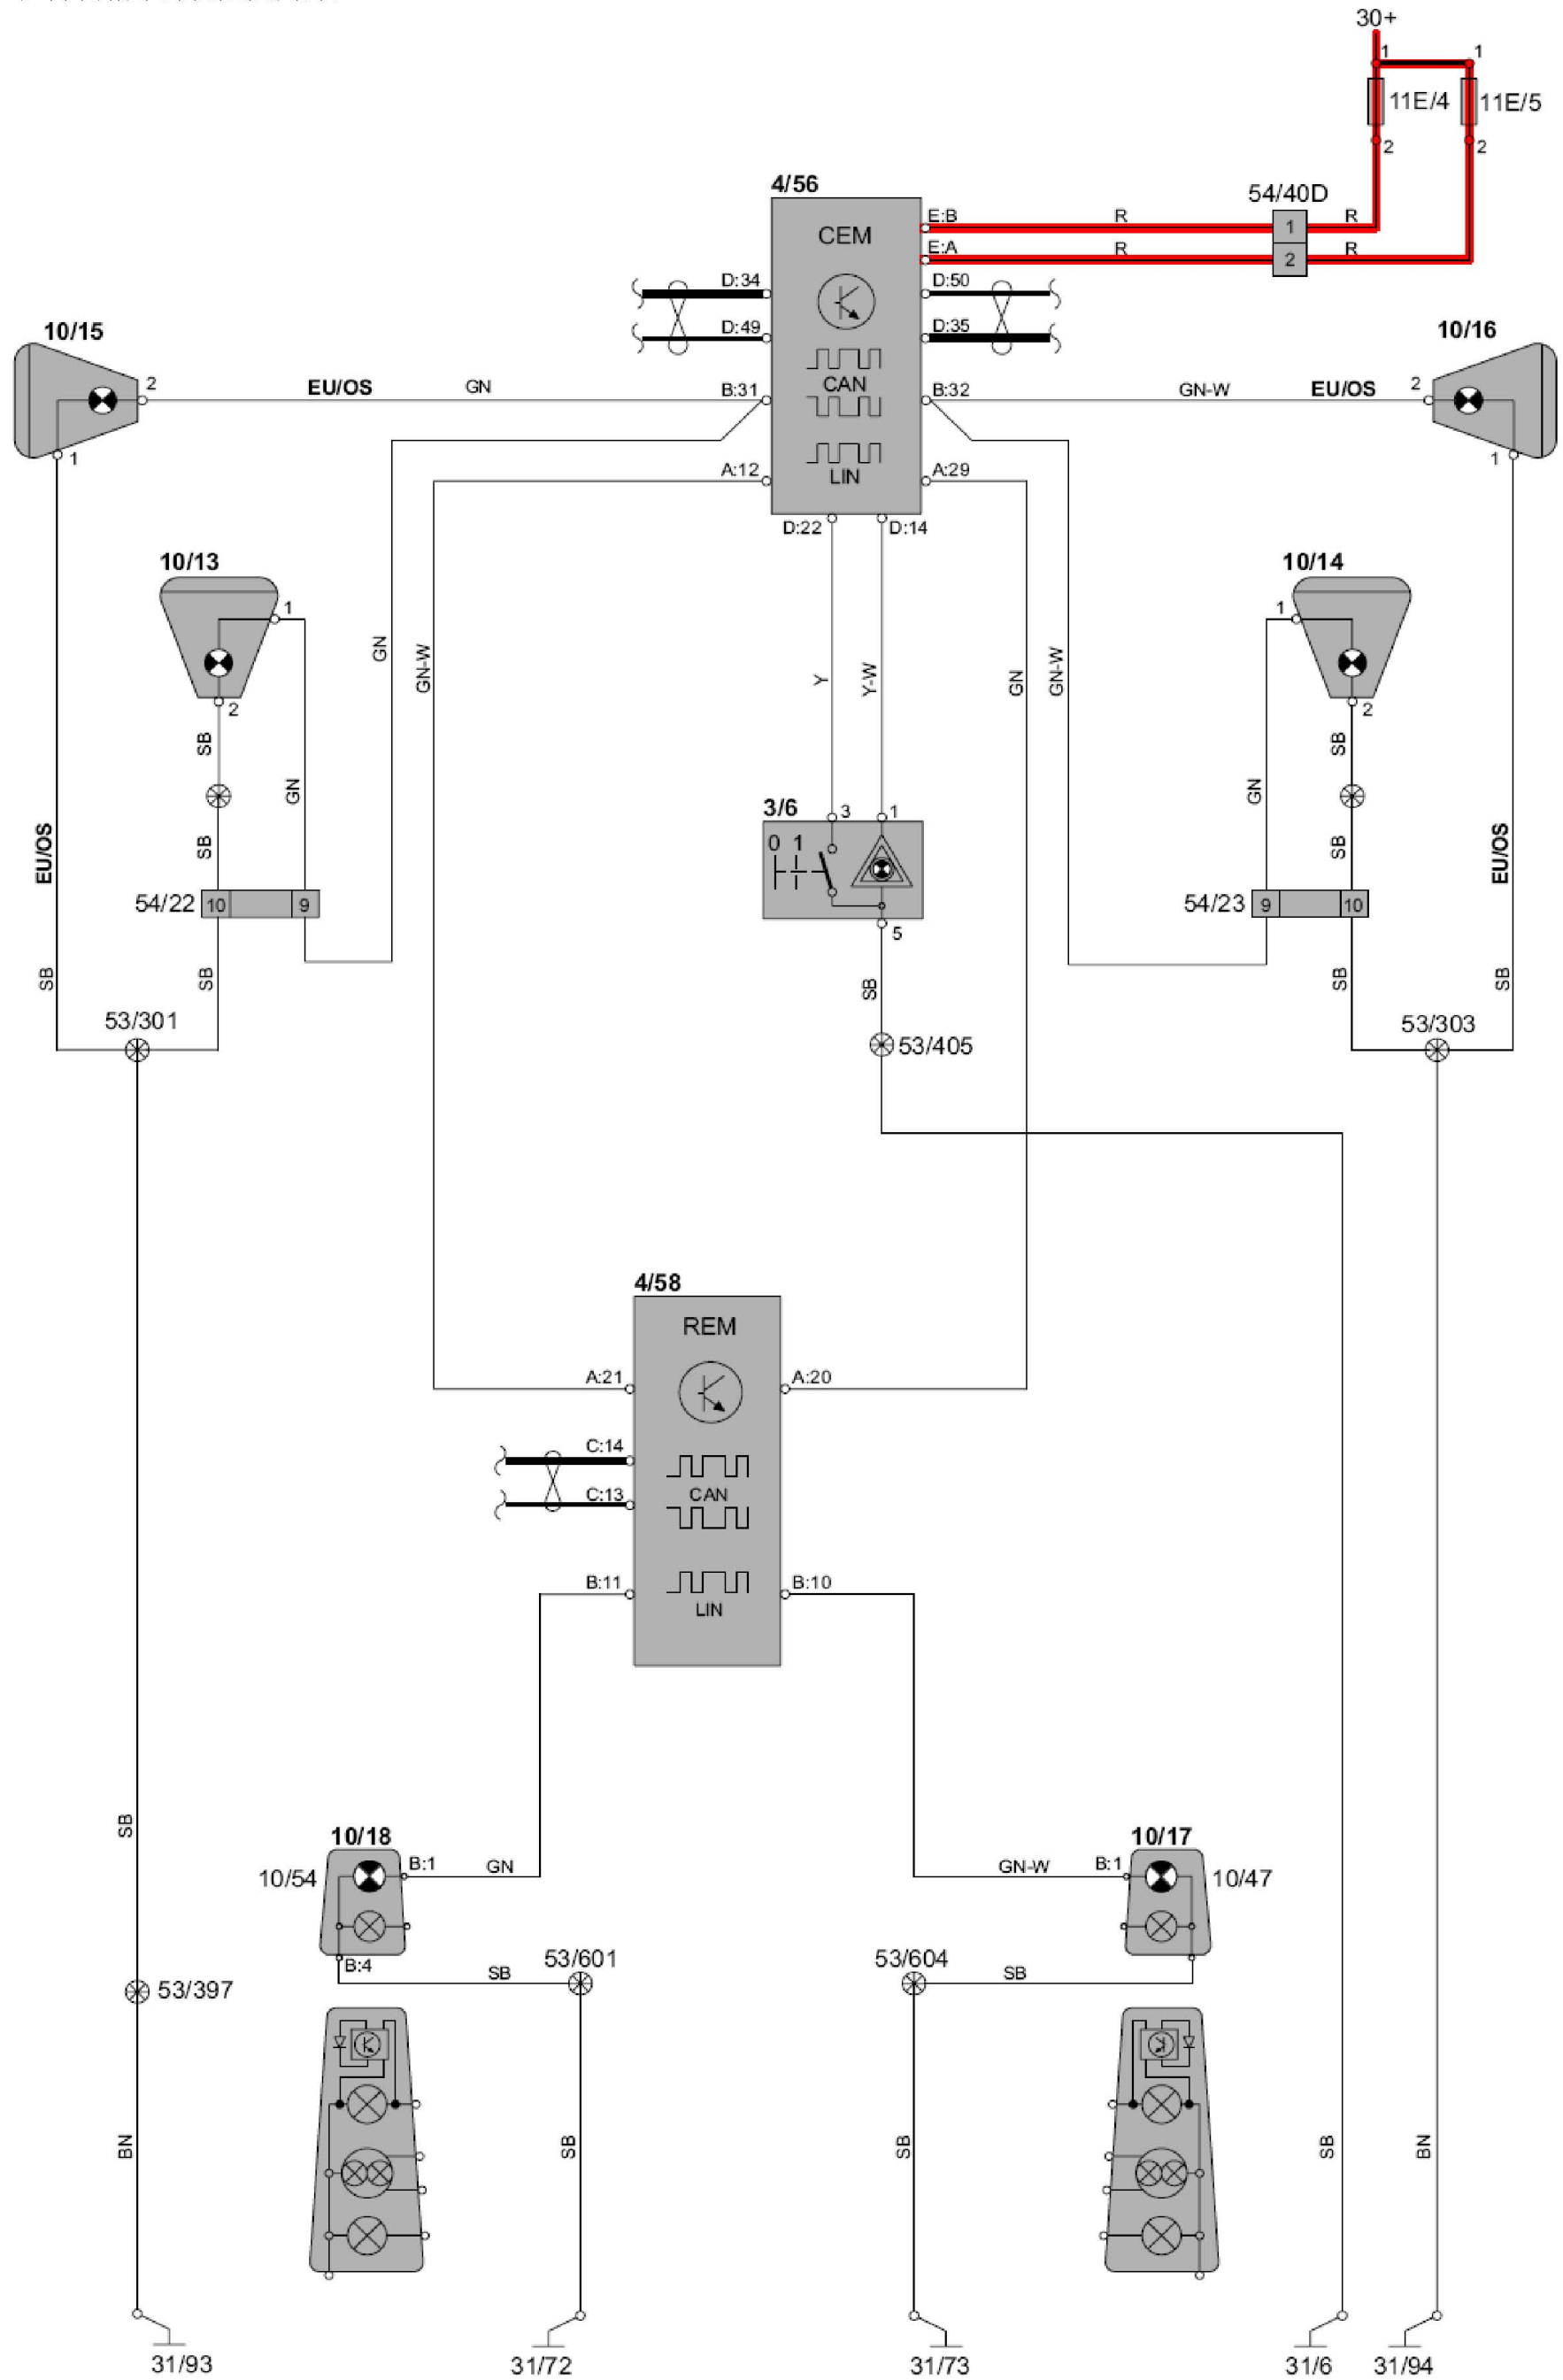 30+
1 1
11E/4 11E/5
2 2
4/56 54/40D
CEM E:B R 1 R
E:A R 2 R
D:34 D:50
D:49 D:35
10/15 10/16
2 EU/OS GN B:31 CAN B:32 GN-W EU/OS 2
1 1
A:12 LIN A:29
D:22 D:14
10/13 10/14
1 1
GN GN-W Y Y-W GN GN-W
2 2
SB SB
GN GN
3/6 3 1
0 1
EU/OS SB SB EU/OS
54/22 10 9 54/23 9 10
5
SB SB SB SB SB
53/301 53/303
53/405
4/58
REM
A:21 A:20
C:14
CAN
C:13
B:11 B:10
LIN
SB
10/18 10/17
10/54 B:1 GN GN-W B:1 10/47
53/601 53/604
B:4 SB SB
53/397
BN SB SB SB BN
31/93 31/72 31/73 31/6 31/94